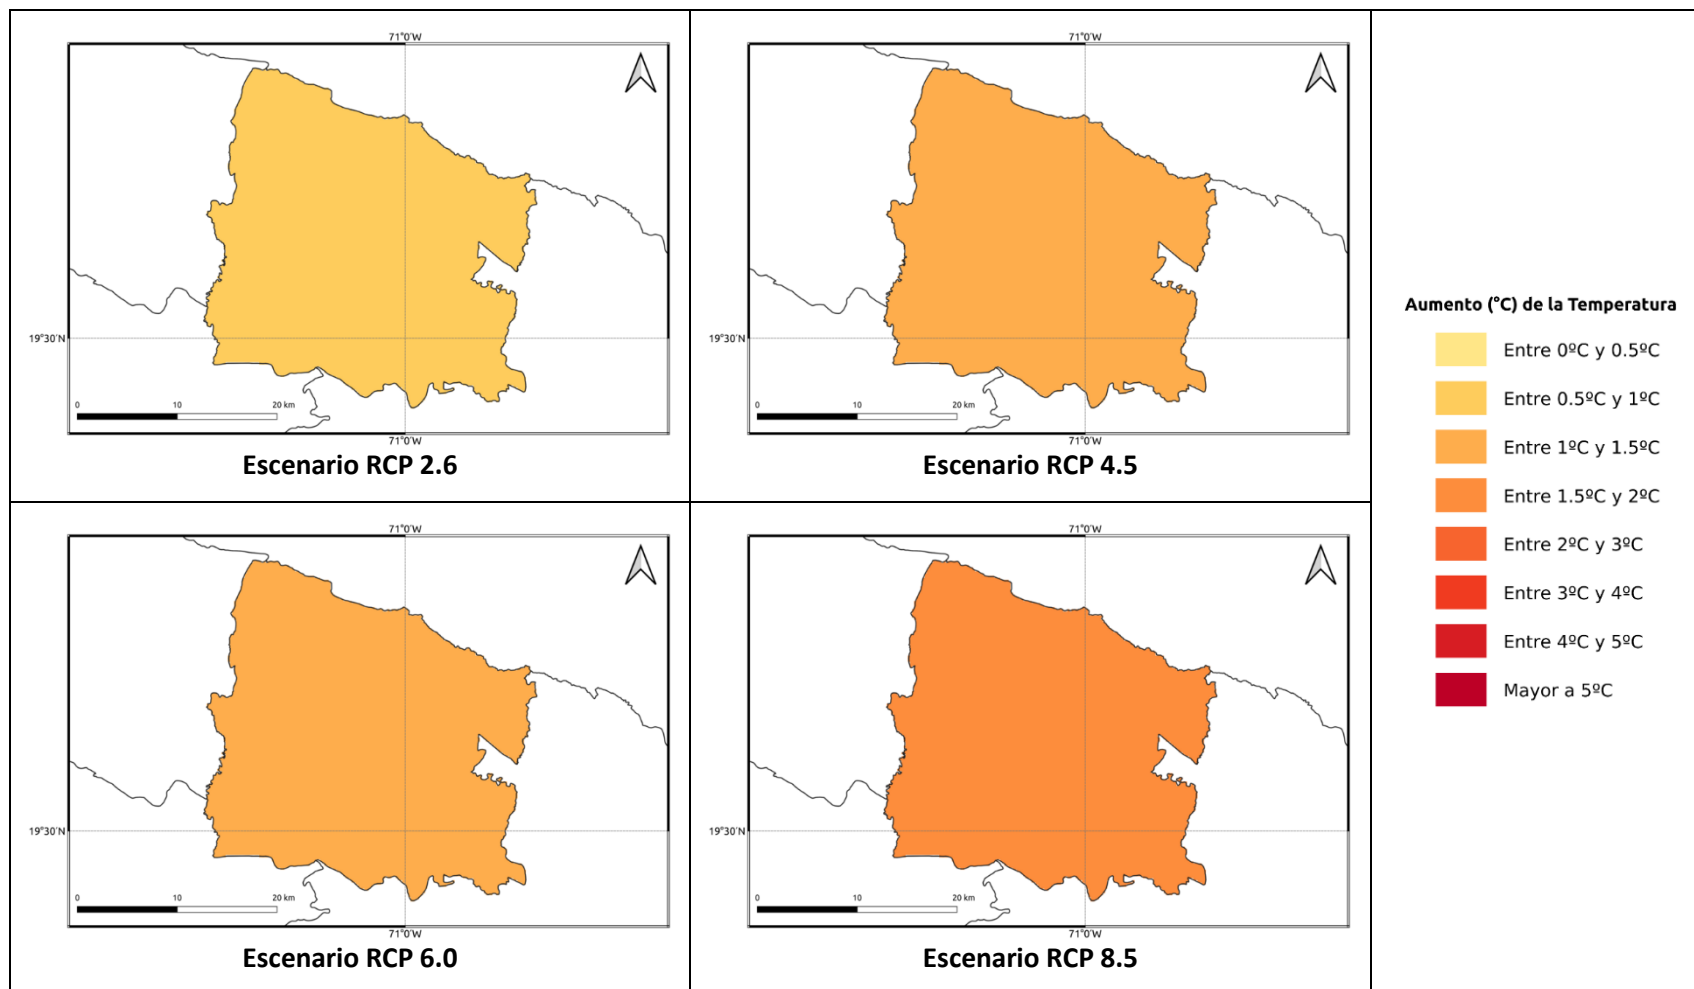 71°0'W
19°30'N
0 10 20 km
71°0'W
Escenario RCP 2.6
71°0'W
19°30'N
0 10 20 km
71°0'W
Escenario RCP 4.5
71°0'W
19°30'N
0 10 20 km
71°0'W
Escenario RCP 6.0
71°0'W
19°30'N
0 10 20 km
71°0'W
Escenario RCP 8.5
Aumento (°C) de la Temperatura
Entre 0ºC y 0.5ºC
Entre 0.5ºC y 1ºC
Entre 1ºC y 1.5ºC
Entre 1.5ºC y 2ºC
Entre 2ºC y 3ºC
Entre 3ºC y 4ºC
Entre 4ºC y 5ºC
Mayor a 5ºC